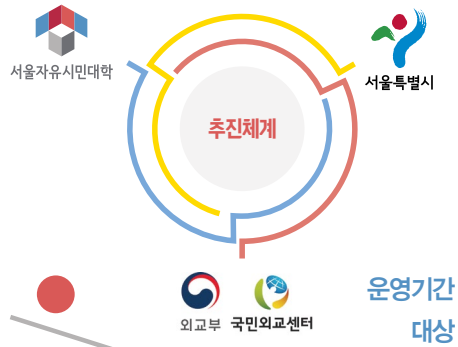 서울자유시민대학
서울특별시
추진체계
외교부 국민외교센터
운영기간
대상